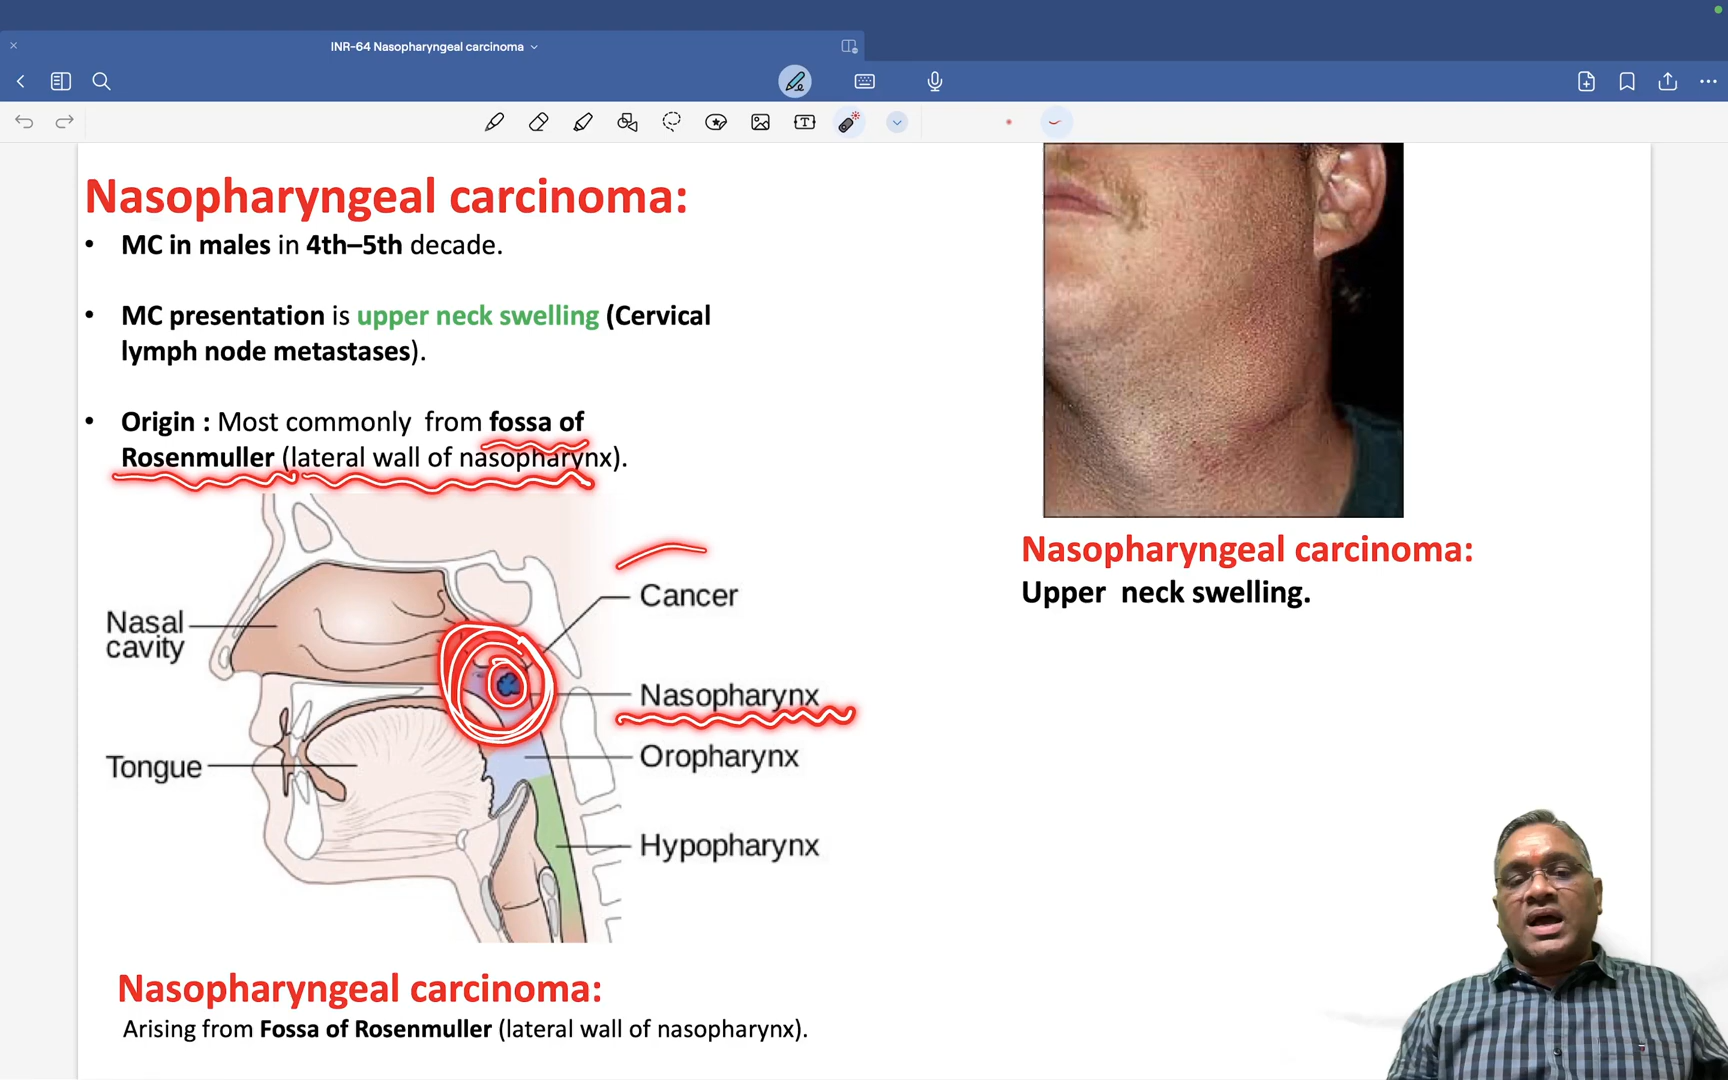 INR-64 Nasopharyngeal carcinoma
Nasopharyngeal carcinoma:
• MC in males in 4th–5th decade.
• MC presentation is upper neck swelling (Cervical
lymph node metastases).
• Origin : Most commonly from fossa of
Rosenmuller (lateral wall of nasopharynx).
Nasal
cavity
Tongue
Cancer
Nasopharynx
Oropharynx
Hypopharynx
Nasopharyngeal carcinoma:
Arising from Fossa of Rosenmuller (lateral wall of nasopharynx).
Nasopharyngeal carcinoma:
Upper neck swelling.